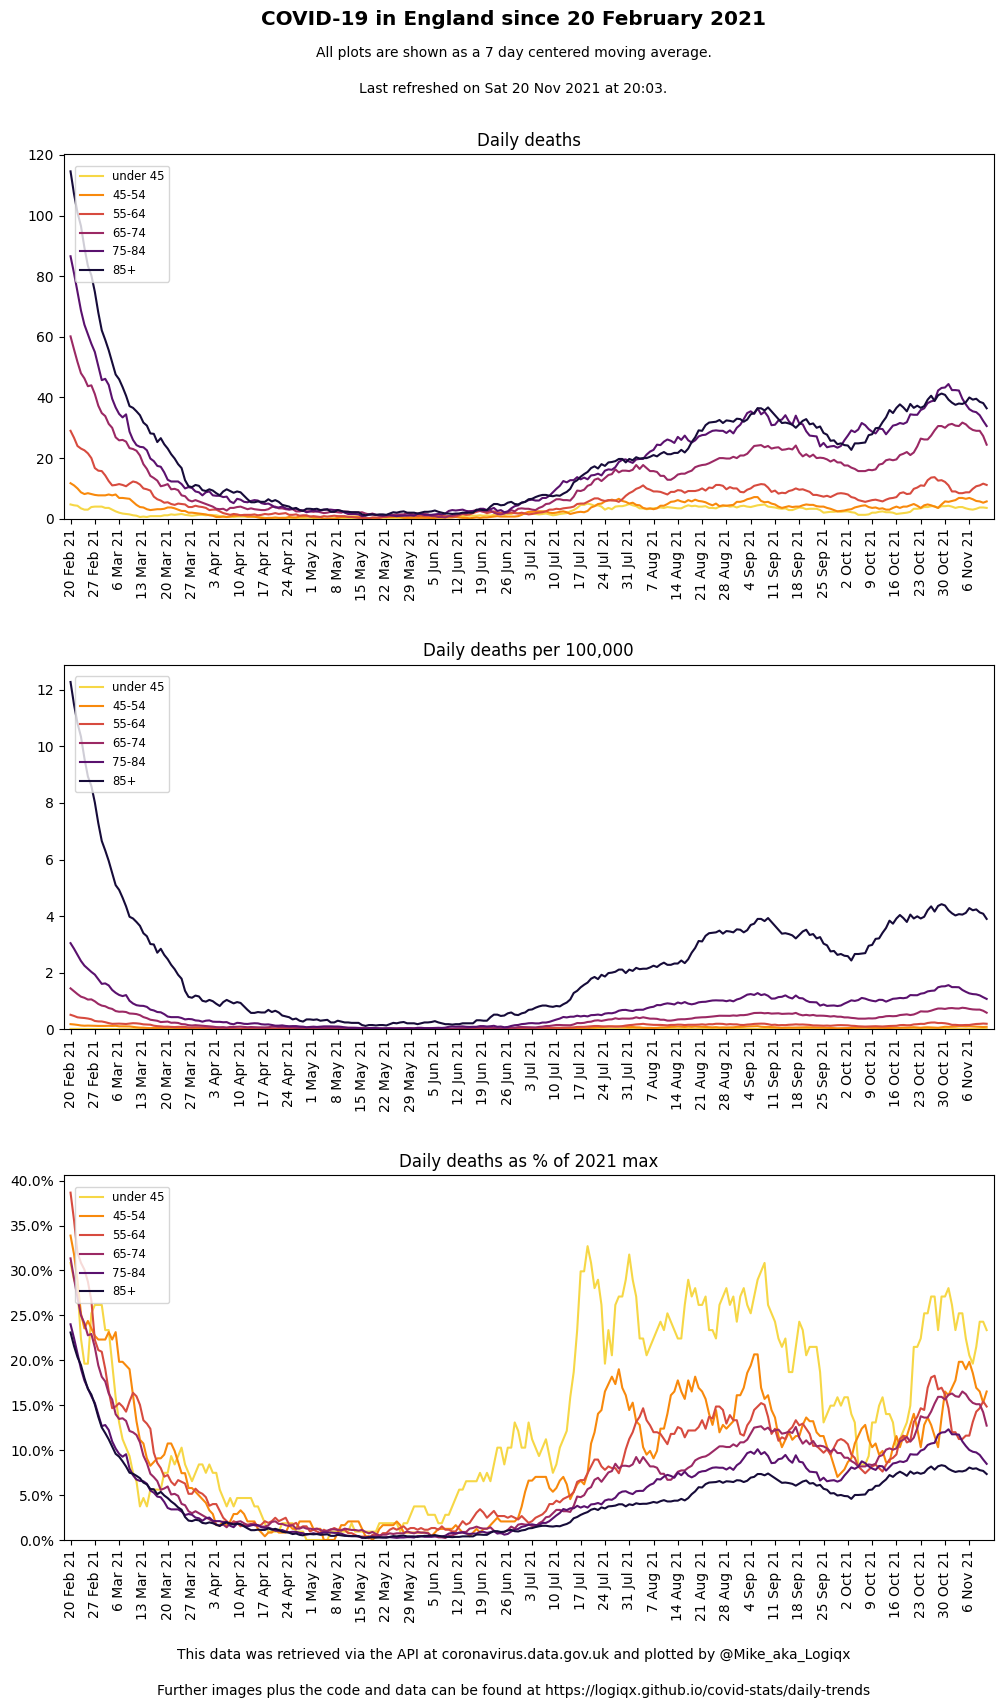 COVID-19 in England since 20 February 2021
All plots are shown as a 7 day centered moving average.
Last refreshed on Sat 20 Nov 2021 at 20:03.
Daily deaths
120
100
80
60
40
20
0
under 45
45-54
55-64
65-74
75-84
85+
20 Feb 21
27 Feb 21
6 Mar 21
13 Mar 21
20 Mar 21
27 Mar 21
3 Apr 21
10 Apr 21
17 Apr 21
24 Apr 21
1 May 21
8 May 21
15 May 21
22 May 21
29 May 21
5 Jun 21
12 Jun 21
19 Jun 21
26 Jun 21
3 Jul 21
10 Jul 21
17 Jul 21
24 Jul 21
31 Jul 21
7 Aug 21
14 Aug 21
21 Aug 21
28 Aug 21
4 Sep 21
11 Sep 21
18 Sep 21
25 Sep 21
2 Oct 21
9 Oct 21
16 Oct 21
23 Oct 21
30 Oct 21
6 Nov 21
Daily deaths per 100,000
12
10
8
6
4
2
0
under 45
45-54
55-64
65-74
75-84
85+
20 Feb 21
27 Feb 21
6 Mar 21
13 Mar 21
20 Mar 21
27 Mar 21
3 Apr 21
10 Apr 21
17 Apr 21
24 Apr 21
1 May 21
8 May 21
15 May 21
22 May 21
29 May 21
5 Jun 21
12 Jun 21
19 Jun 21
26 Jun 21
3 Jul 21
10 Jul 21
17 Jul 21
24 Jul 21
31 Jul 21
7 Aug 21
14 Aug 21
21 Aug 21
28 Aug 21
4 Sep 21
11 Sep 21
18 Sep 21
25 Sep 21
2 Oct 21
9 Oct 21
16 Oct 21
23 Oct 21
30 Oct 21
6 Nov 21
Daily deaths as % of 2021 max
40.0%
35.0%
30.0%
25.0%
20.0%
15.0%
10.0%
5.0%
0.0%
under 45
45-54
55-64
65-74
75-84
85+
20 Feb 21
27 Feb 21
6 Mar 21
13 Mar 21
20 Mar 21
27 Mar 21
3 Apr 21
10 Apr 21
17 Apr 21
24 Apr 21
1 May 21
8 May 21
15 May 21
22 May 21
29 May 21
5 Jun 21
12 Jun 21
19 Jun 21
26 Jun 21
3 Jul 21
10 Jul 21
17 Jul 21
24 Jul 21
31 Jul 21
7 Aug 21
14 Aug 21
21 Aug 21
28 Aug 21
4 Sep 21
11 Sep 21
18 Sep 21
25 Sep 21
2 Oct 21
9 Oct 21
16 Oct 21
23 Oct 21
30 Oct 21
6 Nov 21
This data was retrieved via the API at coronavirus.data.gov.uk and plotted by @Mike_aka_Logiqx
Further images plus the code and data can be found at https://logiqx.github.io/covid-stats/daily-trends